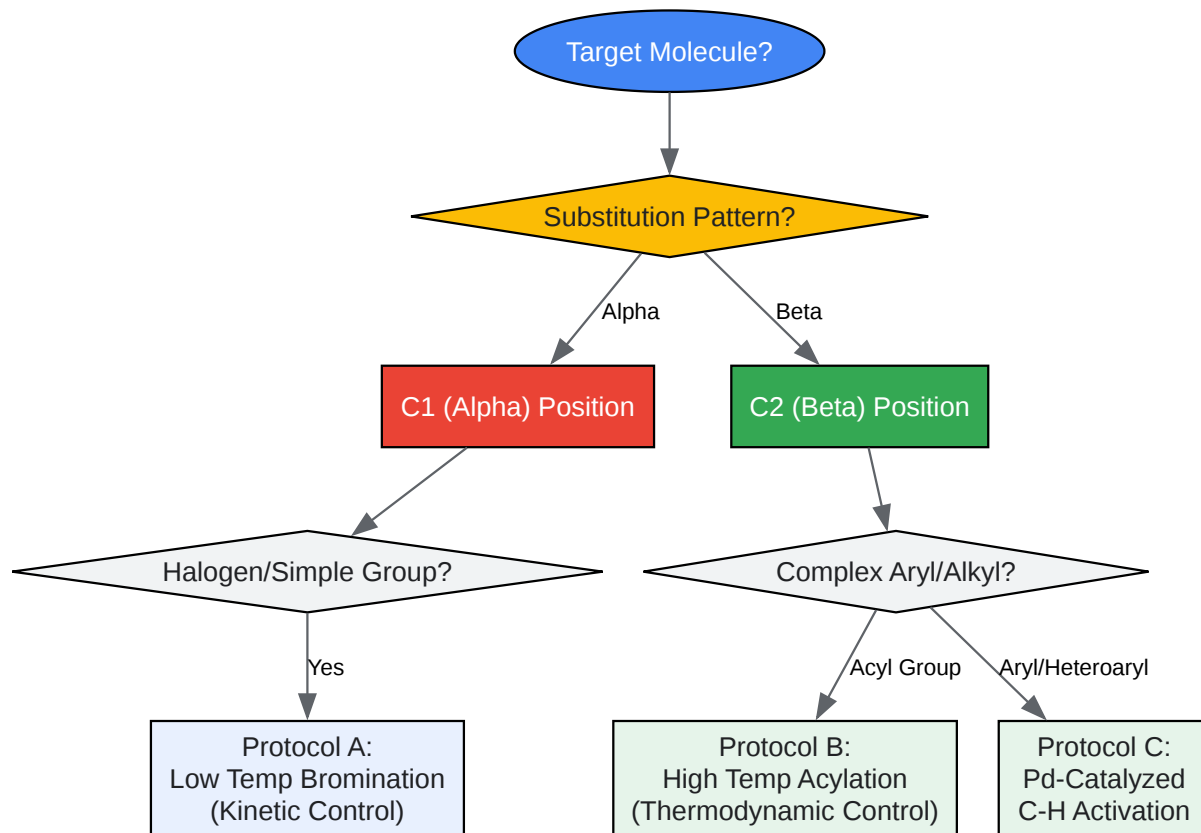 Target Molecule?
Substitution Pattern?
Alpha
Beta
C1 (Alpha) Position
C2 (Beta) Position
Halogen/Simple Group?
Complex Aryl/Alkyl?
Yes
Acyl Group
Aryl/Heteroaryl
Protocol A:
Low Temp Bromination
(Kinetic Control)
Protocol B:
High Temp Acylation
(Thermodynamic Control)
Protocol C:
Pd-Catalyzed
C-H Activation